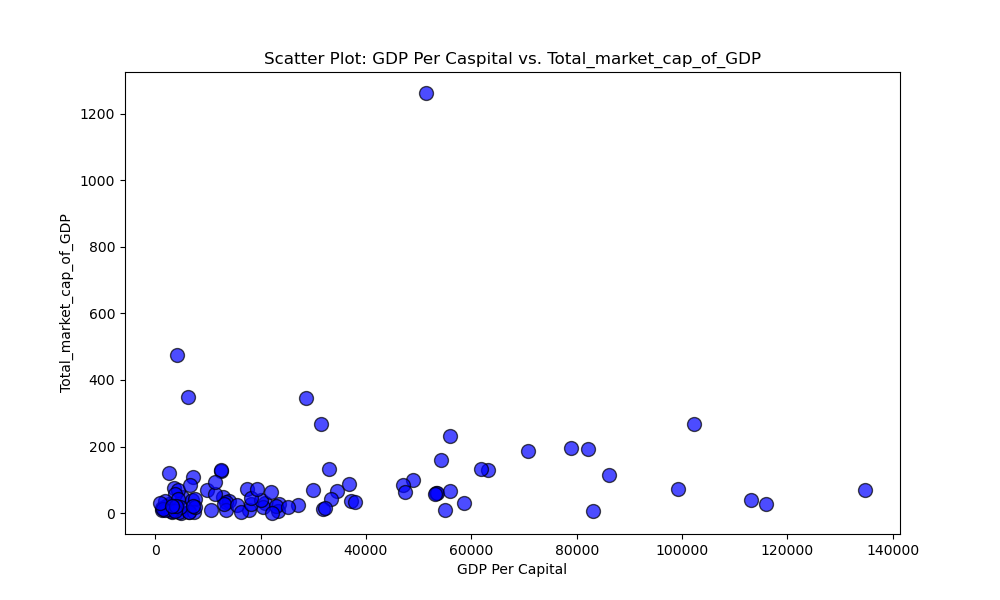 Scatter Plot: GDP Per Caspital vs. Total_market_cap_of_GDP
Total_market_cap_of_GDP
1200
1000
800
600
400
200
0
0 20000 40000 60000 80000 100000 120000 140000
GDP Per Capital